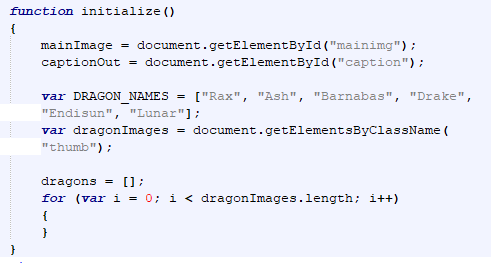 function initialize()
{
mainImage = document.getElementById("mainimg");
captionOut = document.getElementById("caption");
var DRAGON_NAMES = ["Rax", "Ash", "Barnabas", "Drake",
"Endisun", "Lunar"];
var dragonImages = document.getElementsByClassName(
"thumb");
dragons = [];
for (var i = 0; i < dragonImages.length; i++)
{
}
}